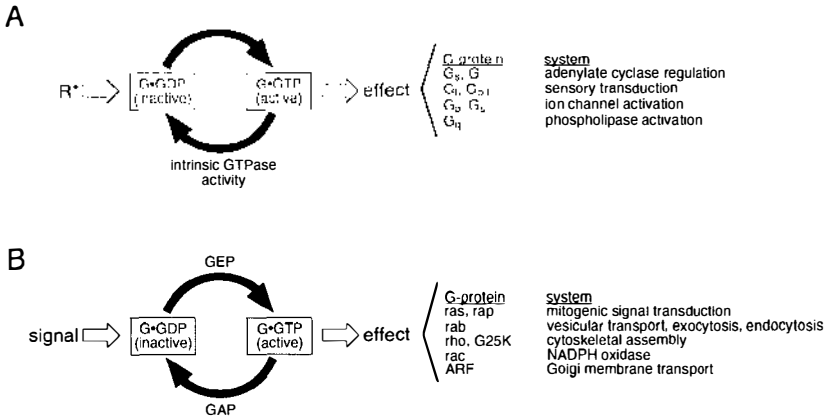 A
R*
G•GDP
(inactive)
G•GTP
(active)
effect
intrinsic GTPase
activity
G protein system
Gs, G adenylate cyclase regulation
sensory transduction
ion channel activation
Gq phospholipase activation
B
GEP
signal
G•GDP
(inactive)
G•GTP
(active)
effect
GAP
G-protein system
ras, rap mitogenic signal transduction
rab vesicular transport, exocytosis, endocytosis
rho, G25K cytoskeletal assembly
rac NADPH oxidase
ARF Golgi membrane transport